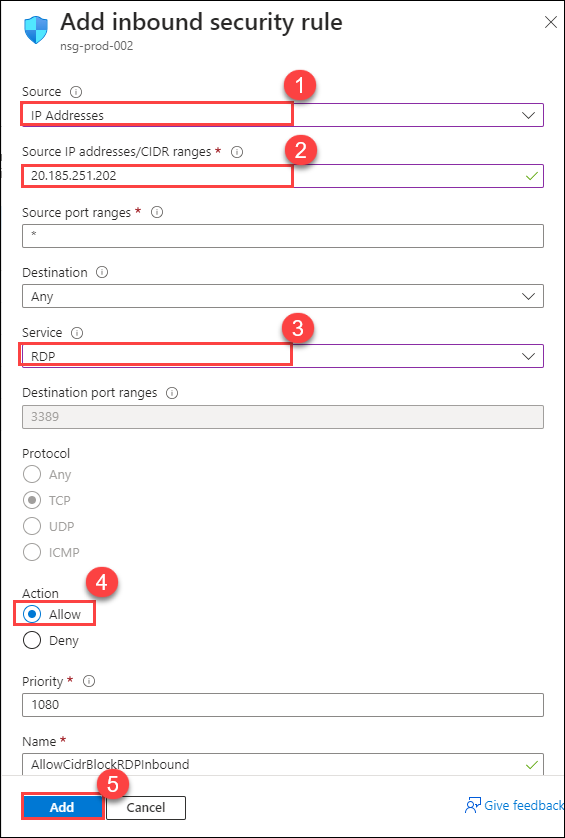 Add inbound security rule
nsg-prod-002
Source
1
IP Addresses
Source IP addresses/CIDR ranges *
2
20.185.251.202
Source port ranges *
*
Destination
Any
Service
3
RDP
Destination port ranges
3389
Protocol
Any
TCP
UDP
ICMP
Action
4
Allow
Deny
Priority *
1080
Name *
AllowCidrBlockRDPInbound
5
Add Cancel Give feedback